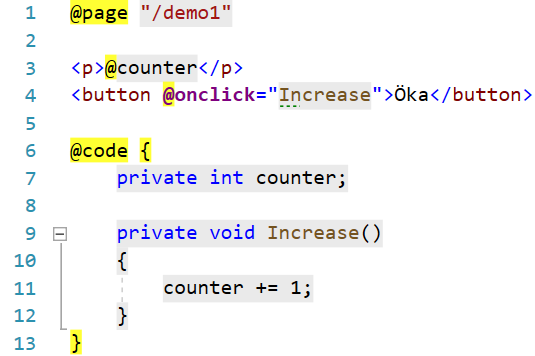 1 @page "/demo1"
2
3 <p>@counter</p>
4 <button @onclick="Increase">Öka</button>
5
6 @code {
7     private int counter;
8
9     private void Increase()
10     {
11         counter += 1;
12     }
13 }